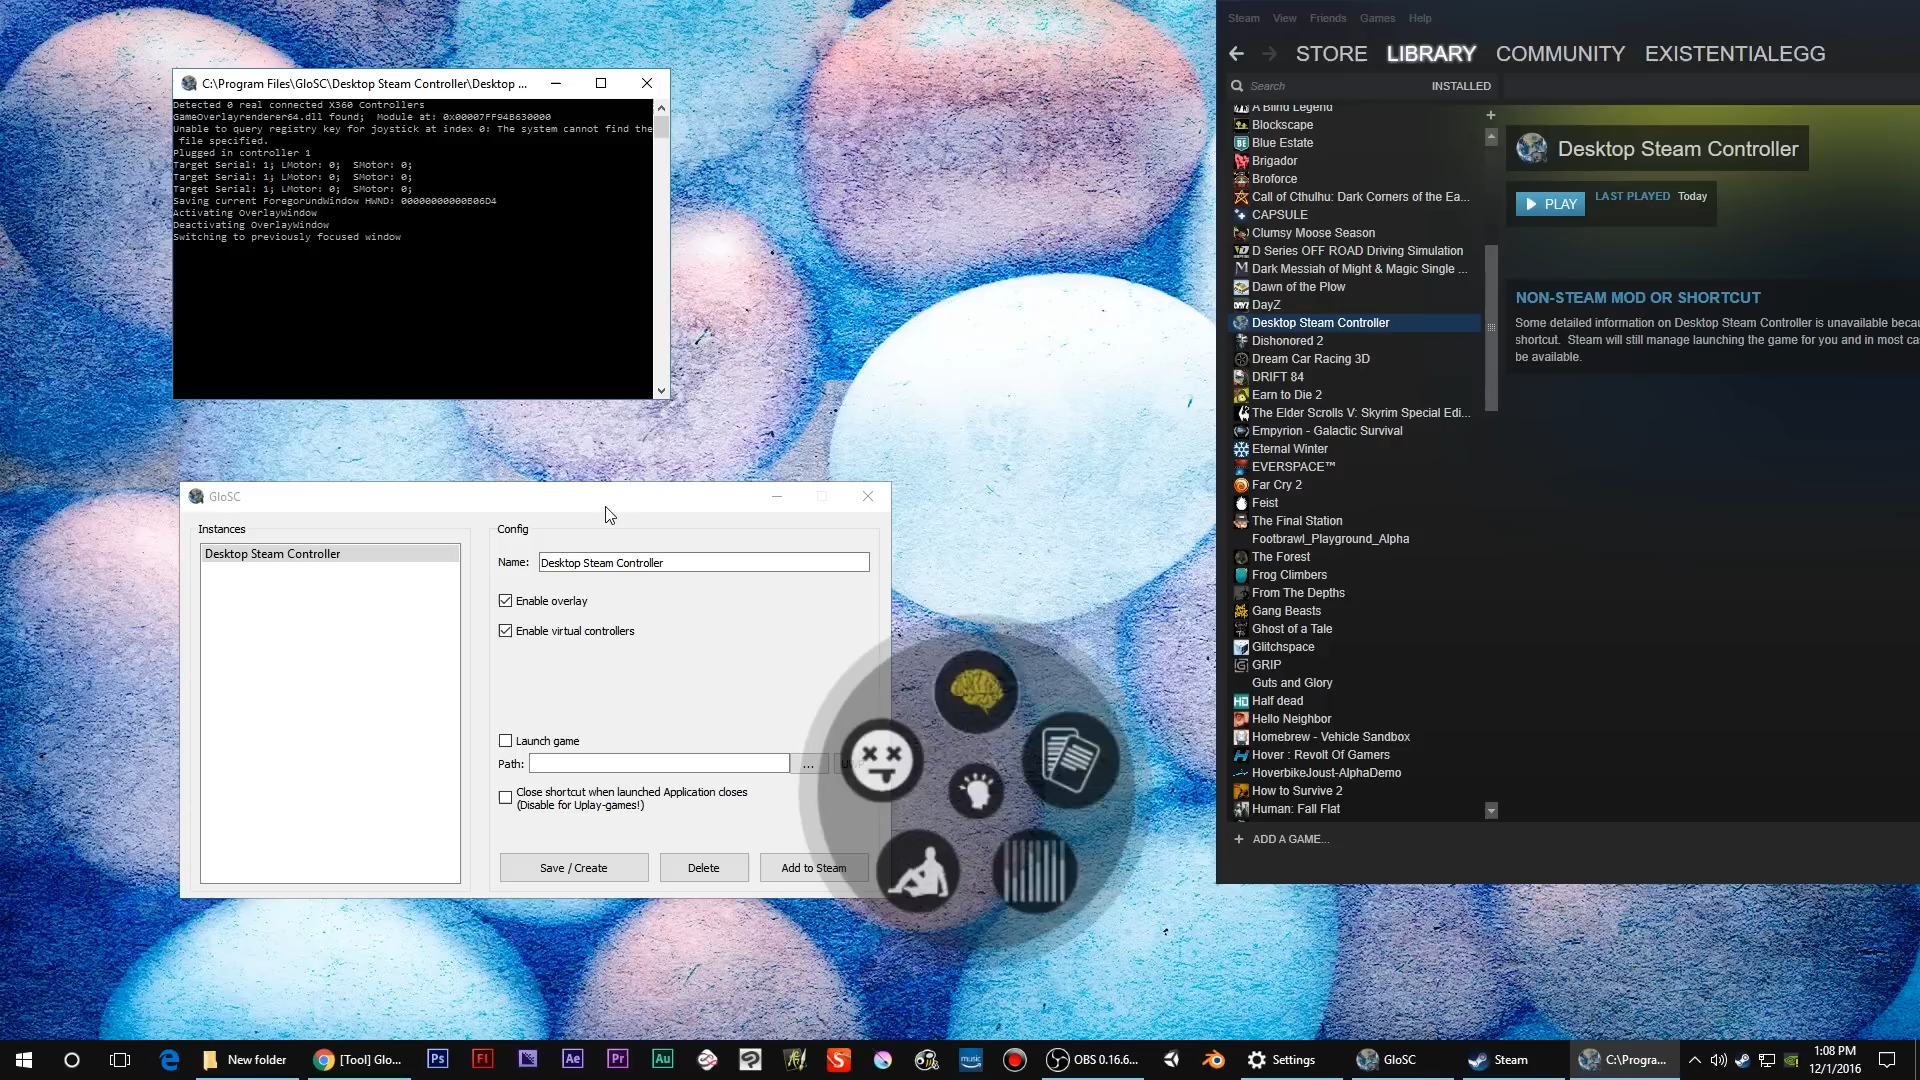 C:\Program Files\GloSC\Desktop Steam Controller\Desktop ...
Detected 0 real connected X360 Controllers
GameOverlayrenderer64.dll found;  Module at: 0x00007FF94B630000
Unable to query registry key for joystick at index 0: The system cannot find the
file specified.
Plugged in controller 1
Target Serial: 1; LMotor: 0;  SMotor: 0;
Target Serial: 1; LMotor: 0;  SMotor: 0;
Target Serial: 1; LMotor: 0;  SMotor: 0;
Saving current ForegorundWindow HWND: 00000000000B06D4
Activating OverlayWindow
Deactivating OverlayWindow
Switching to previously focused window
GloSC
Instances
Desktop Steam Controller
Config
Name: Desktop Steam Controller
Enable overlay
Enable virtual controllers
Launch game
Path: ...
Close shortcut when launched Application closes
(Disable for Uplay-games!)
Save / Create
Delete
Add to Steam
Steam View Friends Games Help
STORE LIBRARY COMMUNITY EXISTENTIALEGG
Search INSTALLED
A Blind Legend
Blockscape
Blue Estate
Brigador
Broforce
Call of Cthulhu: Dark Corners of the Ea...
CAPSULE
Clumsy Moose Season
D Series OFF ROAD Driving Simulation
Dark Messiah of Might & Magic Single ...
Dawn of the Plow
DayZ
Desktop Steam Controller
Dishonored 2
Dream Car Racing 3D
DRIFT 84
Earn to Die 2
The Elder Scrolls V: Skyrim Special Edi...
Empyrion - Galactic Survival
Eternal Winter
EVERSPACE™
Far Cry 2
Feist
The Final Station
Footbrawl_Playground_Alpha
The Forest
Frog Climbers
From The Depths
Gang Beasts
Ghost of a Tale
Glitchspace
GRIP
Guts and Glory
Half dead
Hello Neighbor
Homebrew - Vehicle Sandbox
Hover : Revolt Of Gamers
HoverbikeJoust-AlphaDemo
How to Survive 2
Human: Fall Flat
+ ADD A GAME...
Desktop Steam Controller
PLAY
LAST PLAYED Today
NON-STEAM MOD OR SHORTCUT
Some detailed information on Desktop Steam Controller is unavailable becau
shortcut.  Steam will still manage launching the game for you and in most cas
be available.
New folder
[Tool] Glo...
Ps
Fl
Ae
Pr
Au
music
OBS 0.16.6...
Settings
GloSC
Steam
C:\Progra...
1:08 PM
12/1/2016